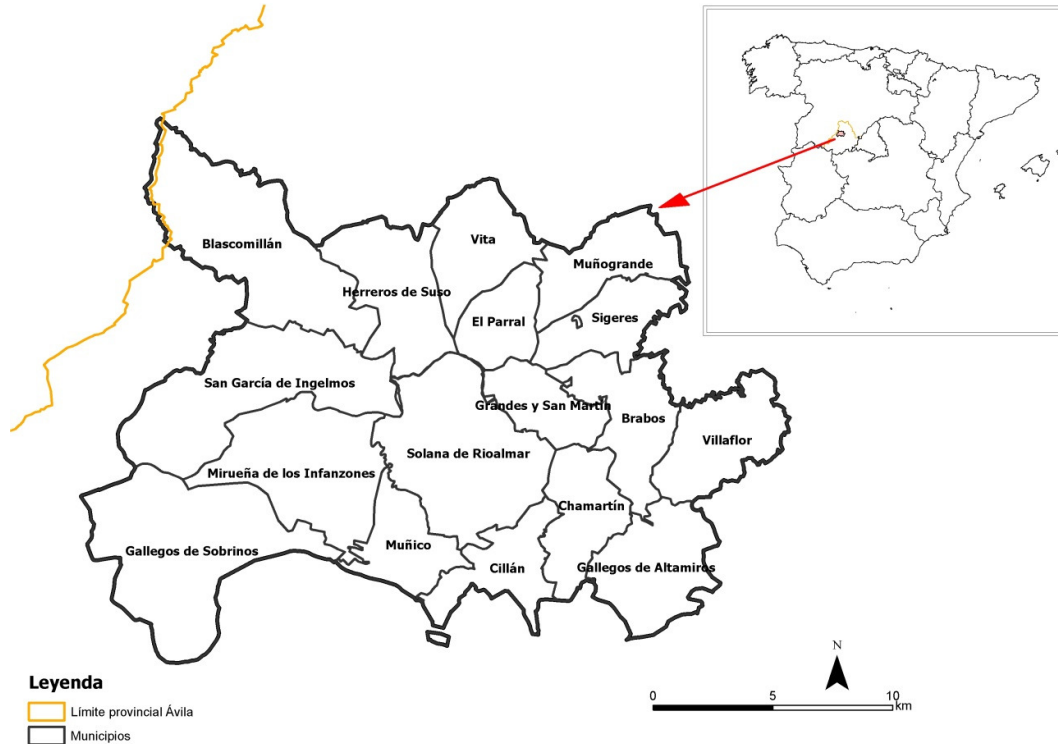 Blascomillán
Vita
Muñogrande
Herreros de Suso
El Parral
Sigeres
San García de Ingelmos
Grandes y San Martín
Brabos
Villaflor
Solana de Rioalmar
Mirueña de los Infanzones
Chamartín
Muñico
Gallegos de Sobrinos
Cillán
Gallegos de Altamiros
N
0 5 10
km
Leyenda
Límite provincial Ávila
Municipios